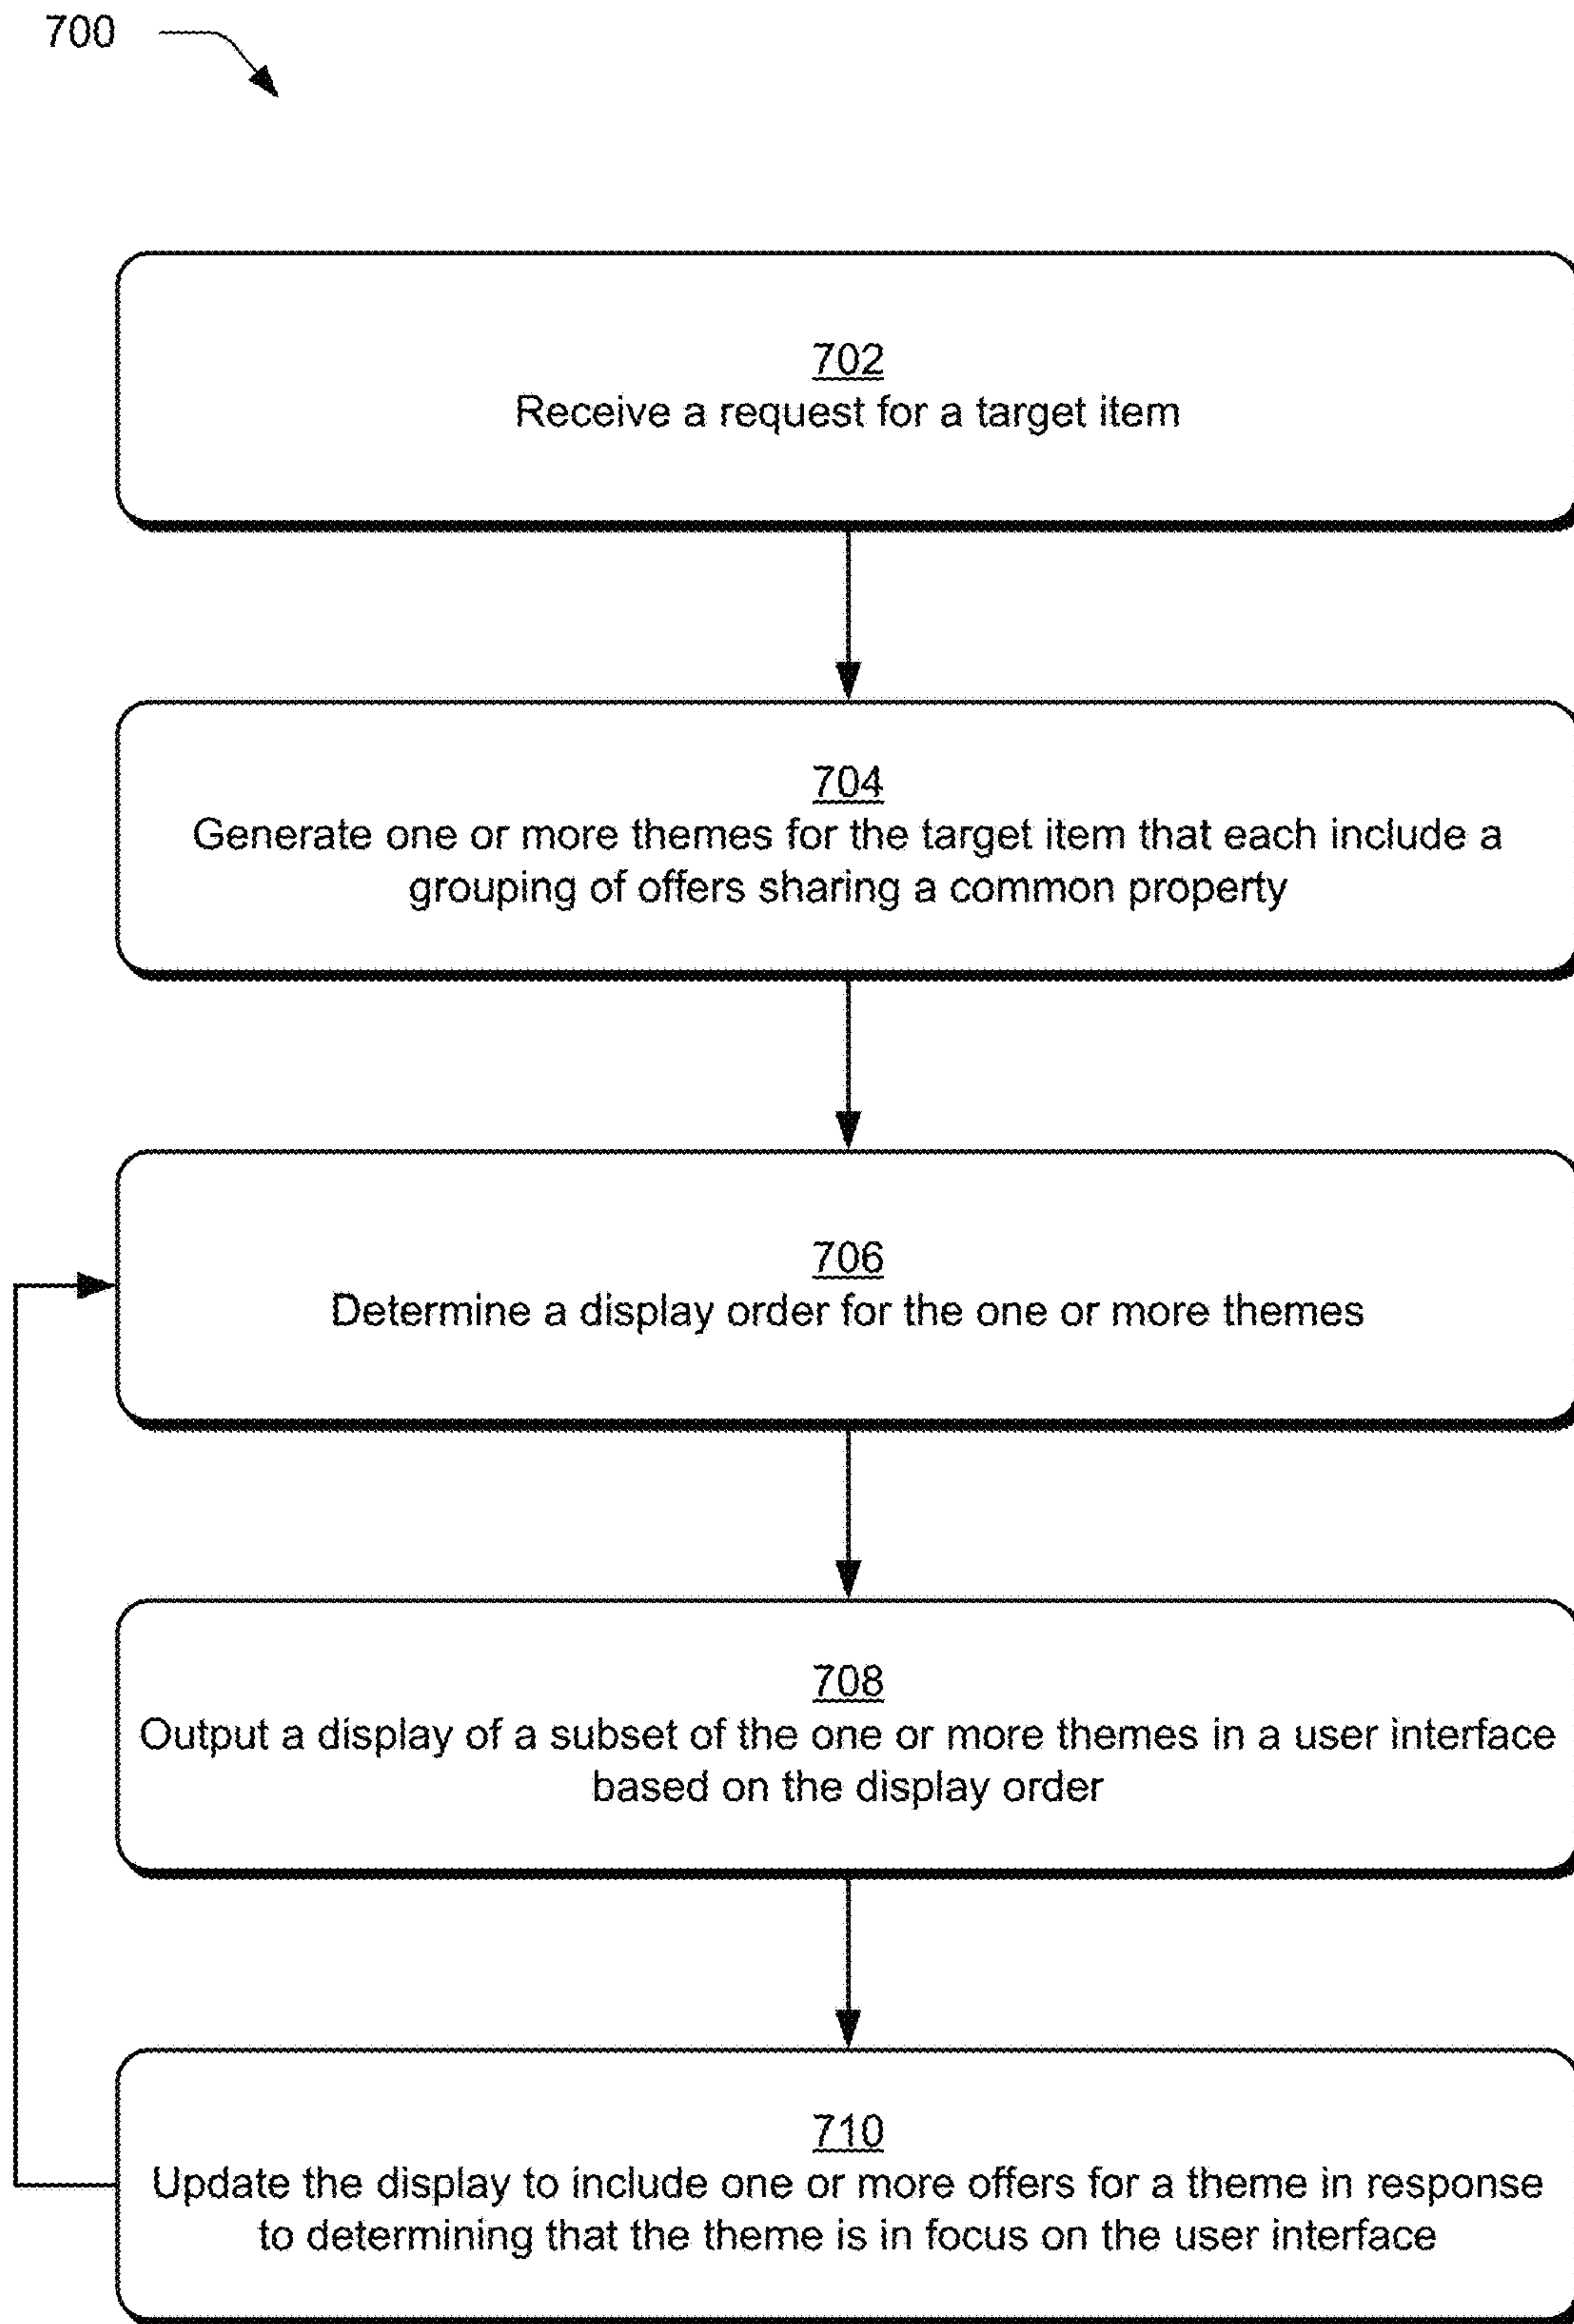 700
702
Receive a request for a target item
704
Generate one or more themes for the target item that each include a
grouping of offers sharing a common property
706
Determine a display order for the one or more themes
708
Output a display of a subset of the one or more themes in a user interface
based on the display order
710
Update the display to include one or more offers for a theme in response
to determining that the theme is in focus on the user interface